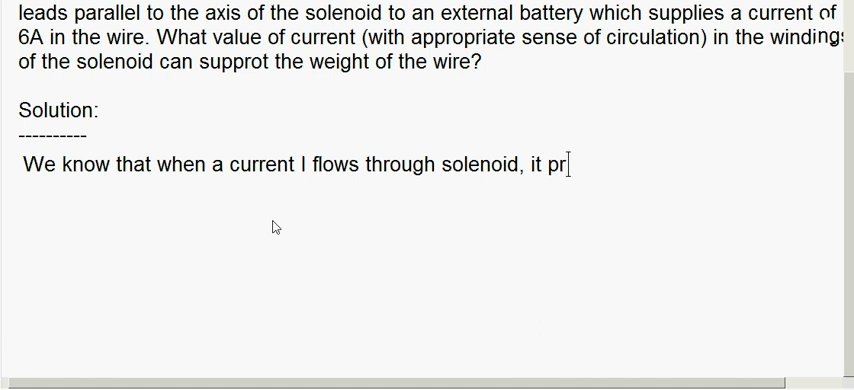 leads parallel to the axis of the solenoid to an external battery which supplies a current of
6A in the wire. What value of current (with appropriate sense of circulation) in the windings
of the solenoid can supprot the weight of the wire?
Solution:
----------
We know that when a current I flows through solenoid, it pr